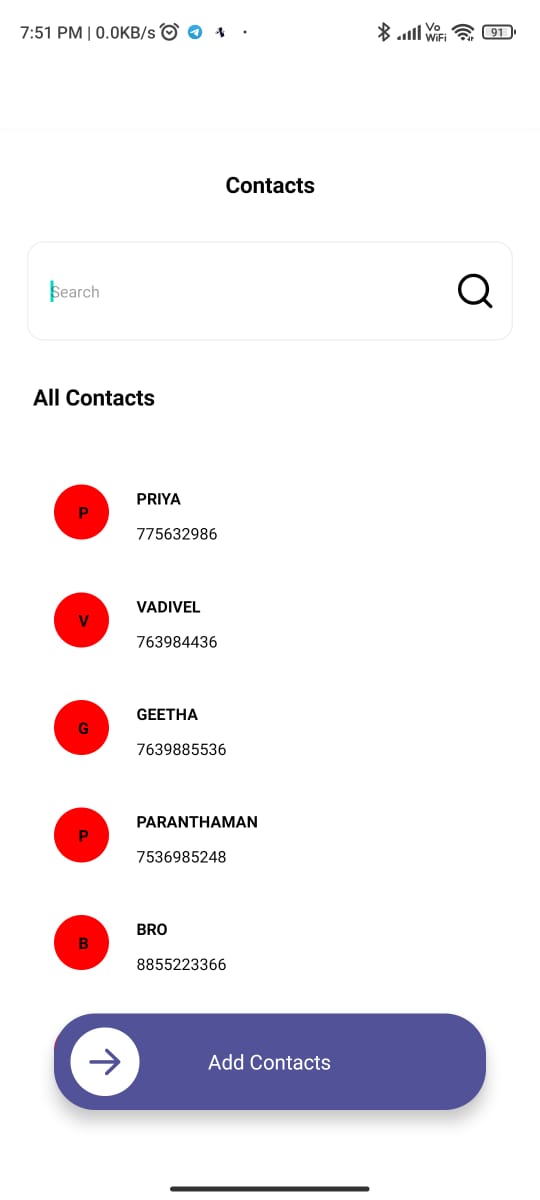 7:51 PM | 0.0KB/s
Vo
WiFi
91
Contacts
Search
All Contacts
P
PRIYA
775632986
V
VADIVEL
763984436
G
GEETHA
7639885536
P
PARANTHAMAN
7536985248
B
BRO
8855223366
Add Contacts